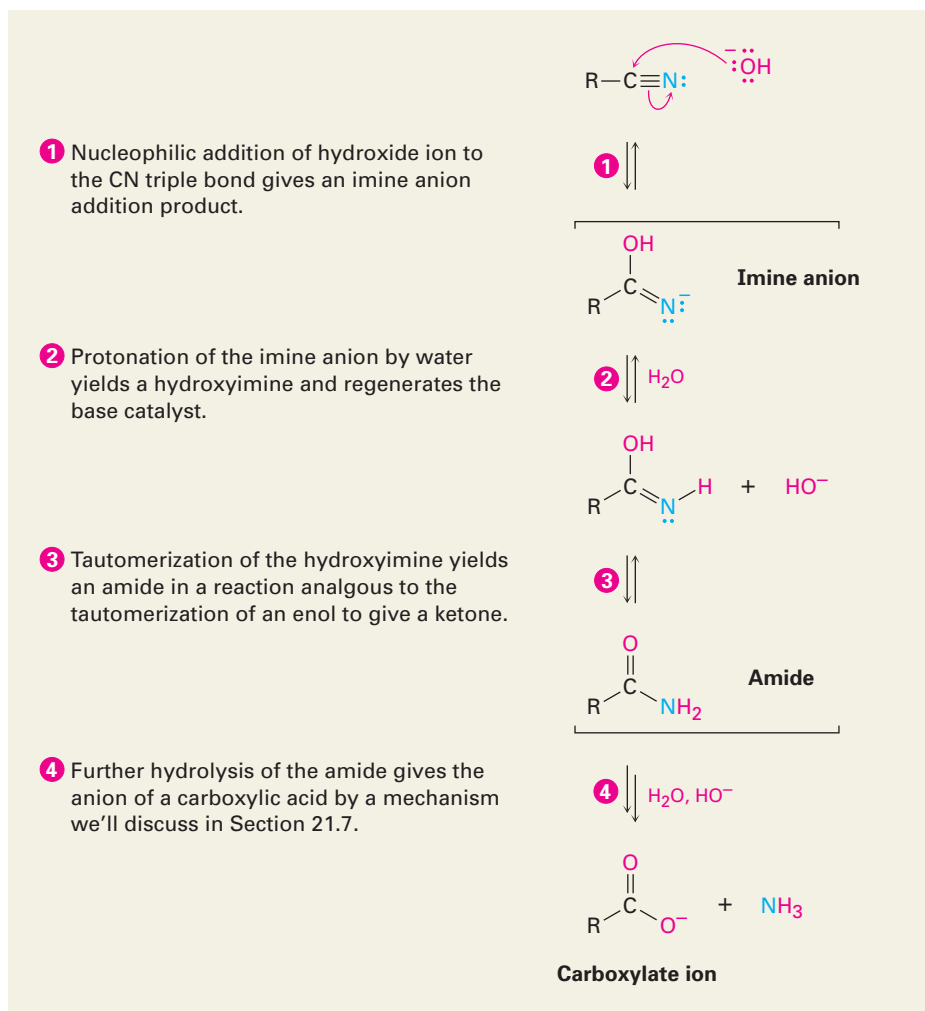 R—C≡N:
− :ÖH
1 Nucleophilic addition of hydroxide ion to
the CN triple bond gives an imine anion
addition product.
1
OH
R C N:−
Imine anion
2 Protonation of the imine anion by water
yields a hydroxyimine and regenerates the
base catalyst.
2 H₂O
OH
R C N H + HO⁻
3 Tautomerization of the hydroxyimine yields
an amide in a reaction analgous to the
tautomerization of an enol to give a ketone.
3
O
R C NH₂
Amide
4 Further hydrolysis of the amide gives the
anion of a carboxylic acid by a mechanism
we’ll discuss in Section 21.7.
4 H₂O, HO⁻
O
R C O⁻ + NH₃
Carboxylate ion